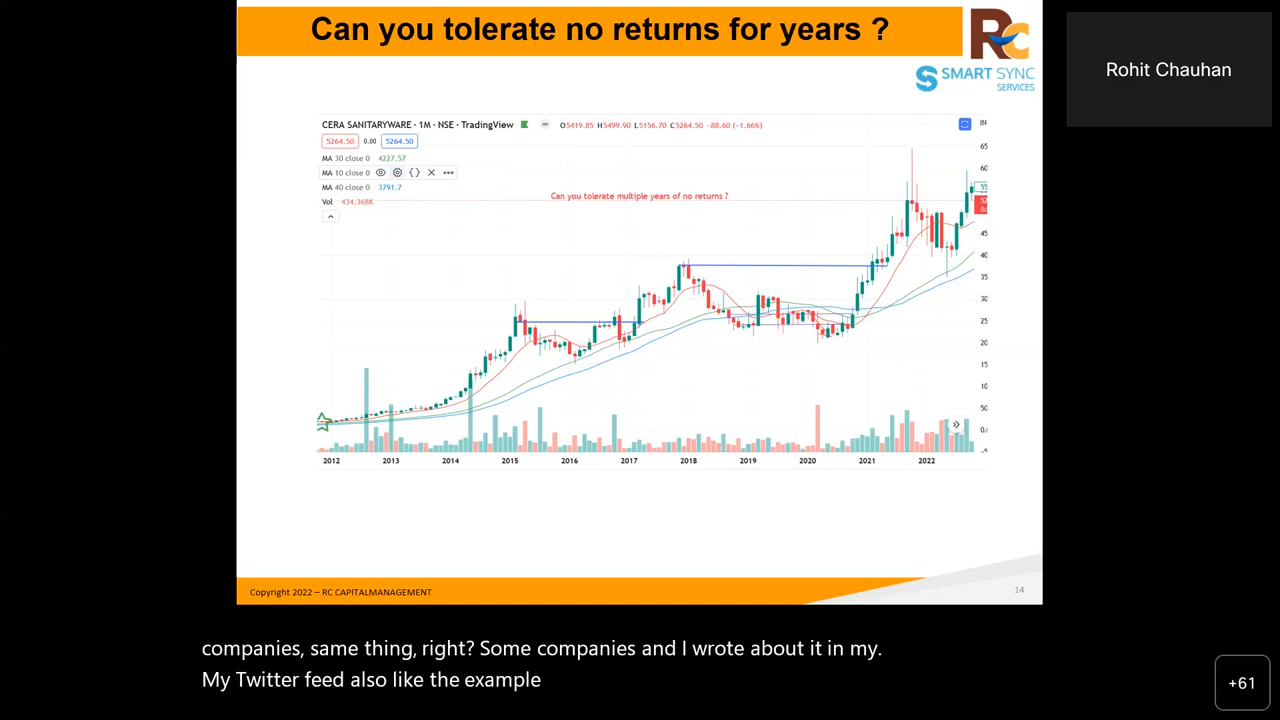 Can you tolerate no returns for years ?
Rc
SMART SYNC
SERVICES
Rohit Chauhan
CERA SANITARYWARE · 1M · NSE · TradingView
O5419.85 H5499.90 L5156.70 C5264.50 −88.60 (−1.66%)
IN
5264.50 0.00 5264.50
MA 30 close 0 4227.57
MA 10 close 0
MA 40 close 0 3791.7
Vol 434.368K
Can you tolerate multiple years of no returns ?
65
60
55
52
45
40
35
30
25
20
15
10
50
0.
2012 2013 2014 2015 2016 2017 2018 2019 2020 2021 2022
Copyright 2022 – RC CAPITALMANAGEMENT
14
companies, same thing, right? Some companies and I wrote about it in my.
My Twitter feed also like the example
+61